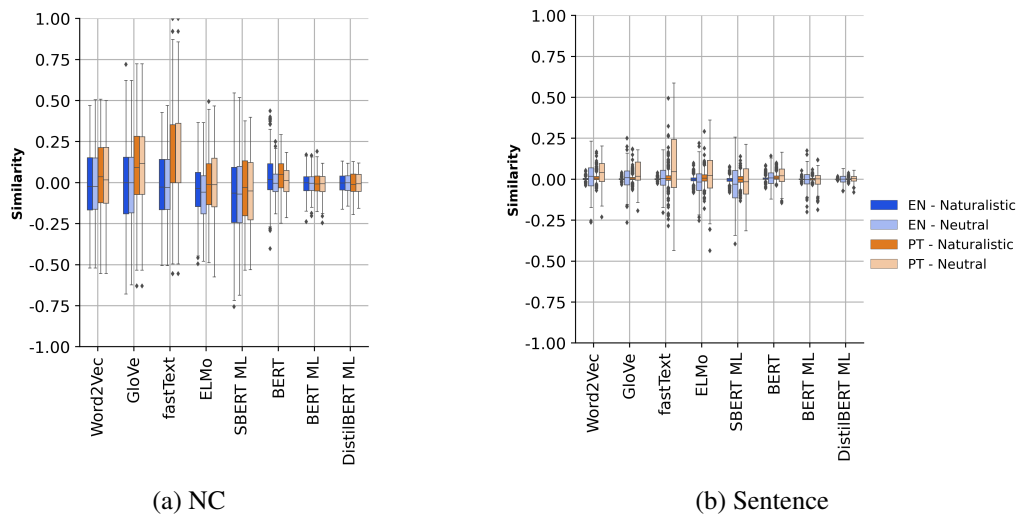 1.00
0.75
0.50
0.25
0.00
-0.25
-0.50
-0.75
-1.00
Similarity
Word2Vec
GloVe
fastText
ELMo
SBERT ML
BERT
BERT ML
DistilBERT ML
(a) NC
1.00
0.75
0.50
0.25
0.00
-0.25
-0.50
-0.75
-1.00
Similarity
Word2Vec
GloVe
fastText
ELMo
SBERT ML
BERT
BERT ML
DistilBERT ML
(b) Sentence
EN - Naturalistic
EN - Neutral
PT - Naturalistic
PT - Neutral